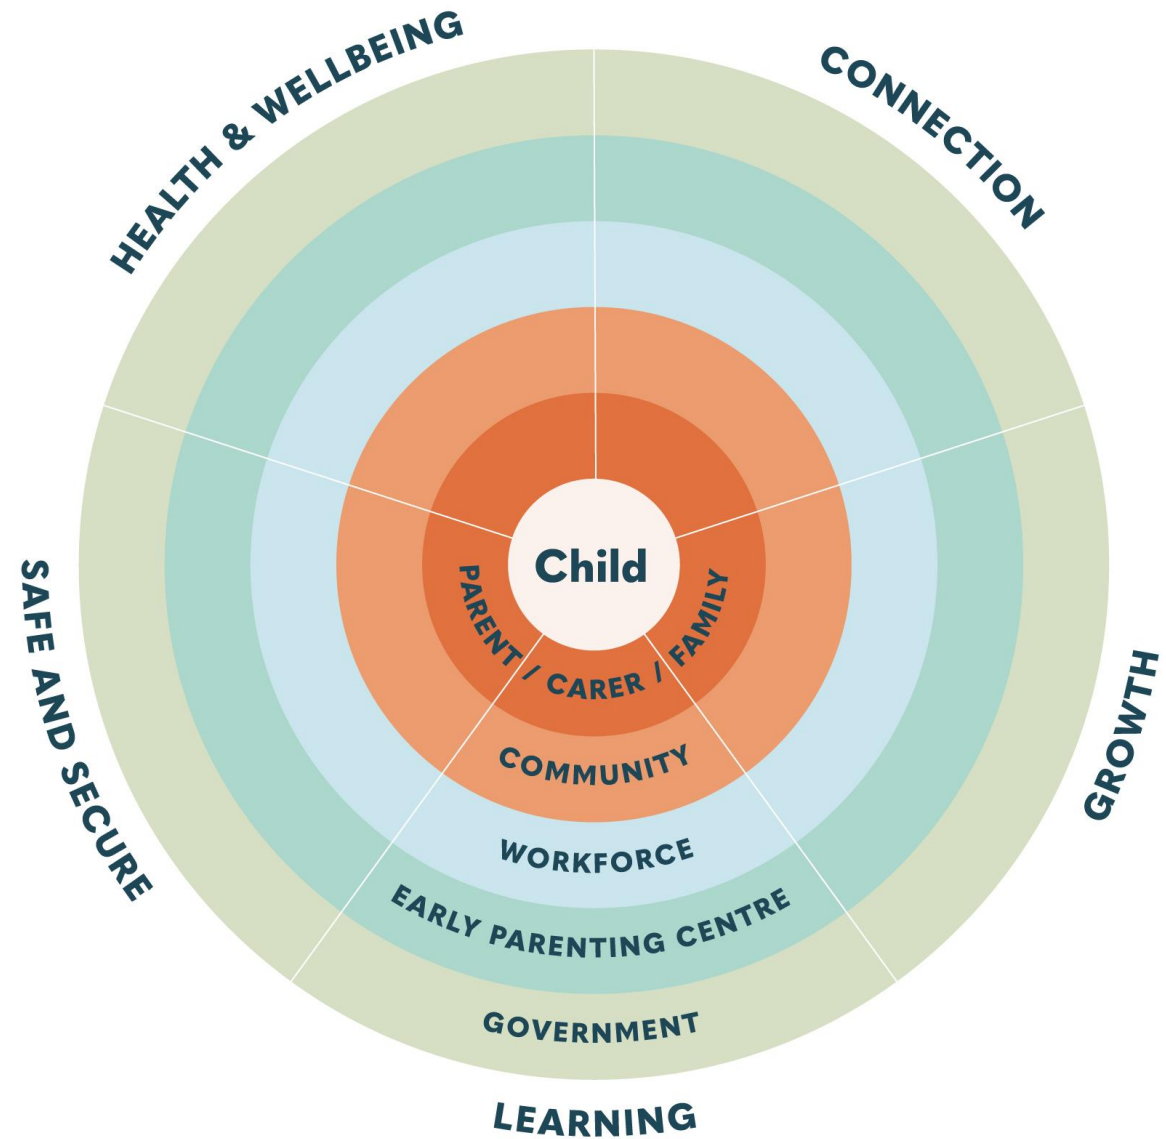 HEALTH & WELLBEING
CONNECTION
Child
PARENT / CARER / FAMILY
SAFE AND SECURE
GROWTH
COMMUNITY
WORKFORCE
EARLY PARENTING CENTRE
GOVERNMENT
LEARNING